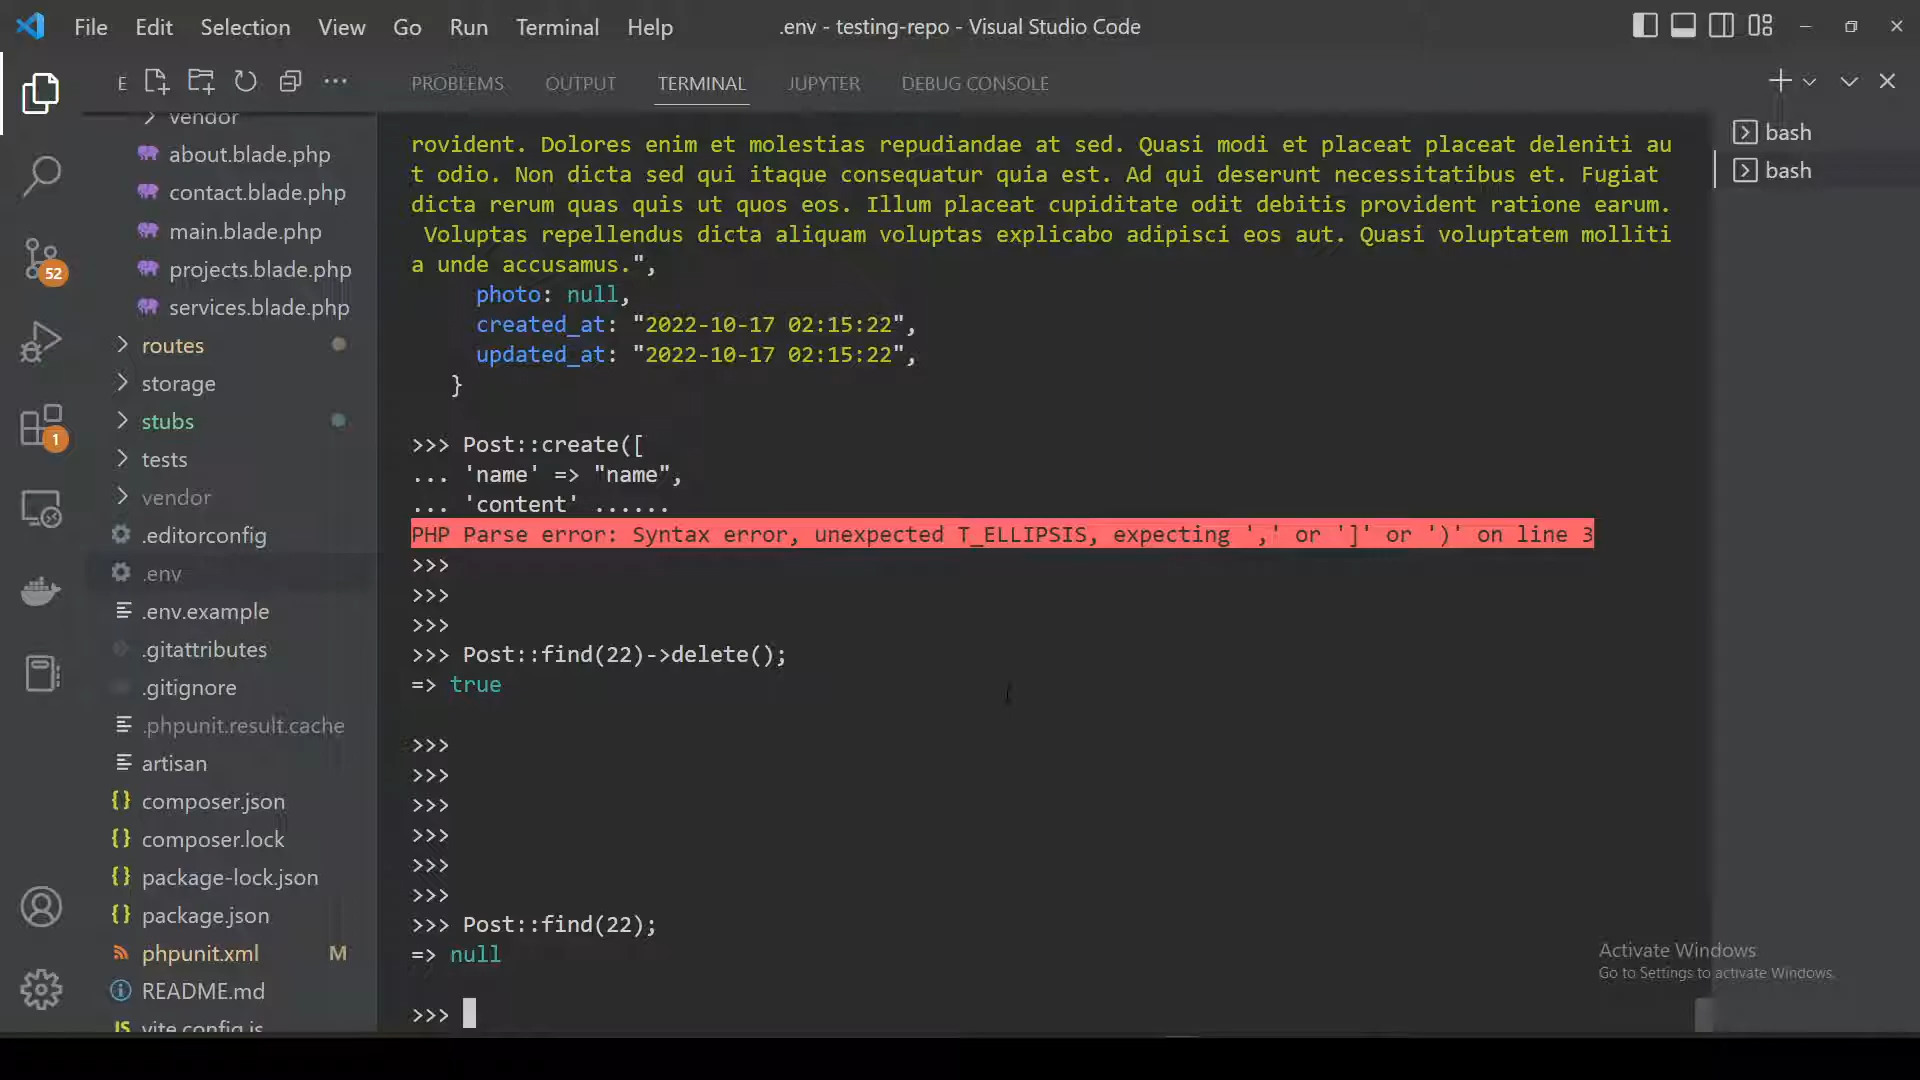 File Edit Selection View Go Run Terminal Help .env - testing-repo - Visual Studio Code
E PROBLEMS OUTPUT TERMINAL JUPYTER DEBUG CONSOLE
vendor
about.blade.php
contact.blade.php
main.blade.php
projects.blade.php
services.blade.php
routes
storage
stubs
tests
vendor
.editorconfig
.env
.env.example
.gitattributes
.gitignore
.phpunit.result.cache
artisan
{} composer.json
{} composer.lock
{} package-lock.json
{} package.json
phpunit.xml M
README.md
JS vite.config.js
52
1
rovident. Dolores enim et molestias repudiandae at sed. Quasi modi et placeat placeat deleniti au
t odio. Non dicta sed qui itaque consequatur quia est. Ad qui deserunt necessitatibus et. Fugiat
dicta rerum quas quis ut quos eos. Illum placeat cupiditate odit debitis provident ratione earum.
Voluptas repellendus dicta aliquam voluptas explicabo adipisci eos aut. Quasi voluptatem molliti
a unde accusamus.",
photo: null,
created_at: "2022-10-17 02:15:22",
updated_at: "2022-10-17 02:15:22",
}
>>> Post::create([
... 'name' => "name",
... 'content' ......
PHP Parse error: Syntax error, unexpected T_ELLIPSIS, expecting ',' or ']' or ')' on line 3
>>>
>>>
>>>
>>> Post::find(22)->delete();
=> true
>>>
>>>
>>>
>>>
>>>
>>>
>>> Post::find(22);
=> null
>>>
bash
bash
Activate Windows
Go to Settings to activate Windows.